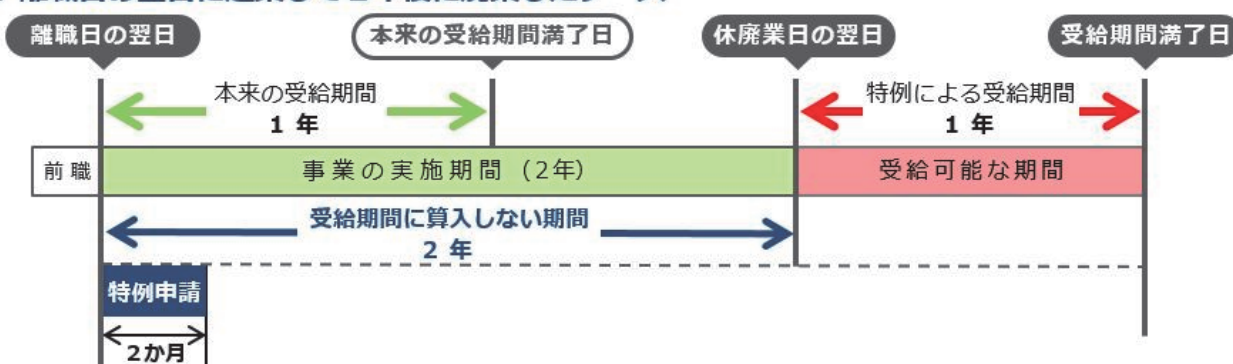 離職日の翌日
本来の受給期間満了日
休廃業日の翌日
受給期間満了日
本来の受給期間
1 年
特例による受給期間
1 年
前職
事業の実施期間（2年）
受給可能な期間
受給期間に算入しない期間
2 年
特例申請
2か月